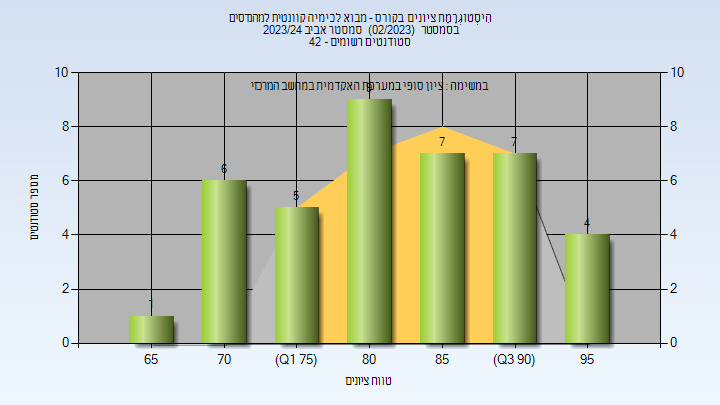 היסטוגרמת ציונים בקורס - מבוא לכימיה קוונטית למהנדסים
בסמסטר (02/2023) סמסטר אביב 2023/24
סטודנטים רשומים - 42
במשימה : ציון סופי במערכת האקדמית במחשב המרכזי
10 10
8 8
6 6
4 4
2 2
0 0
1 6 5 9 7 7 4
מספר סטודנטים
65 70 (Q1 75) 80 85 (Q3 90) 95
טווח ציונים